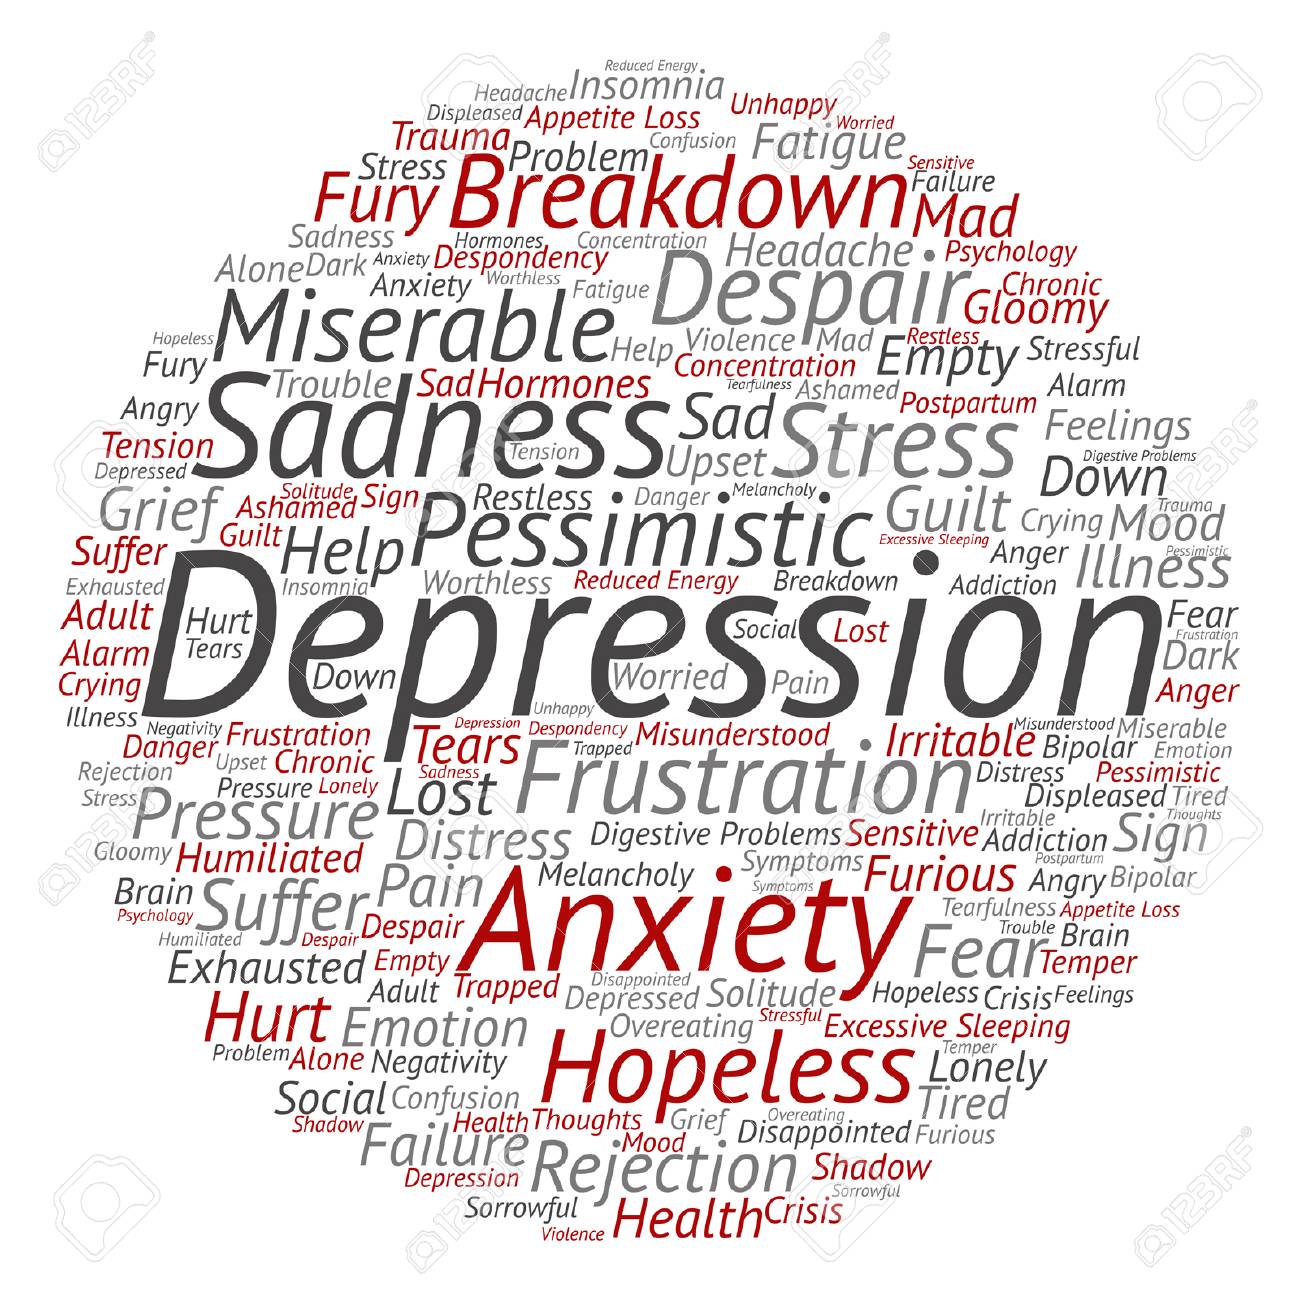 Reduced Energy
Headache Insomnia
Displeased Appetite Loss Unhappy
Trauma Confusion Fatigue Worried
Stress Problem Sensitive
Fury Breakdown Failure
Mad
Sadness Hormones Concentration Headache Psychology
Alone Dark Anxiety Despondency
Anxiety Worthless Fatigue Despair Chronic
Gloomy
Miserable
Hopeless Help Violence Mad Restless
Fury Concentration Empty Stressful
Trouble Sad Hormones Tearfulness Ashamed Alarm
Angry Sadness Sad Stress Postpartum
Tension Tension Upset Feelings
Depressed Digestive Problems
Down
Grief Solitude Sign Restless Danger Melancholy Guilt
Ashamed Pessimistic Crying Mood Trauma
Guilt Help Excessive Sleeping
Suffer Anger Pessimistic
Exhausted Insomnia Worthless Reduced Energy Breakdown Addiction Illness
Depression
Adult Hurt Social Lost Fear
Alarm Tears Frustration
Dark
Crying Down Worried Pain Anger
Illness Negativity Depression Unhappy Despondency Misunderstood Misunderstood Miserable
Danger Frustration Tears Trapped Irritable Bipolar Emotion
Rejection Upset Chronic Sadness Frustration Distress Pessimistic
Stress Pressure Lonely Lost Displeased Tired
Pressure Irritable Thoughts
Distress Digestive Problems Sensitive Addiction Sign
Gloomy Humiliated Symptoms Postpartum
Brain Suffer Pain Melancholy Symptoms Furious Angry Bipolar
Psychology Anxiety Tearfulness Appetite Loss
Humiliated Despair Despair Trouble Brain
Exhausted Empty Fear Temper
Adult Trapped Disappointed Solitude Hopeless Crisis Feelings
Depressed
Hurt Emotion Overeating Stressful Excessive Sleeping
Problem Alone Negativity Hopeless Temper
Lonely
Social Confusion Tired
Shadow Health Thoughts Grief Overeating
Failure Mood Disappointed Furious
Depression Rejection Shadow
Sorrowful
Sorrowful Health Crisis
Violence
123RF